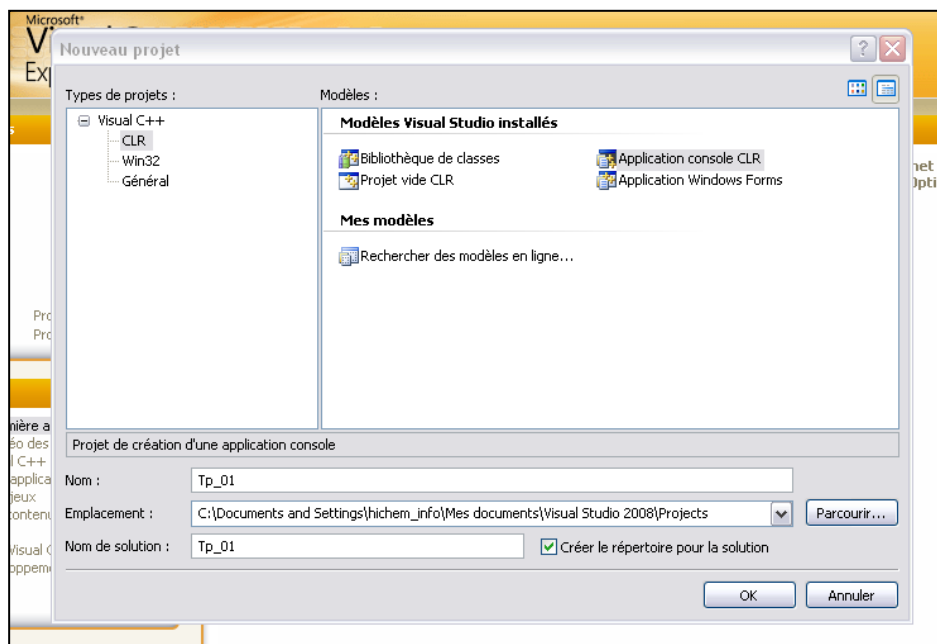 Microsoft®
Nouveau projet
Types de projets :
Modèles :
Visual C++
CLR
Win32
Général
Modèles Visual Studio installés
Bibliothèque de classes
Application console CLR
Projet vide CLR
Application Windows Forms
Mes modèles
Rechercher des modèles en ligne...
Projet de création d'une application console
Nom :
Tp_01
Emplacement :
C:\Documents and Settings\hichem_info\Mes documents\Visual Studio 2008\Projects
Parcourir...
Nom de solution :
Tp_01
Créer le répertoire pour la solution
OK
Annuler